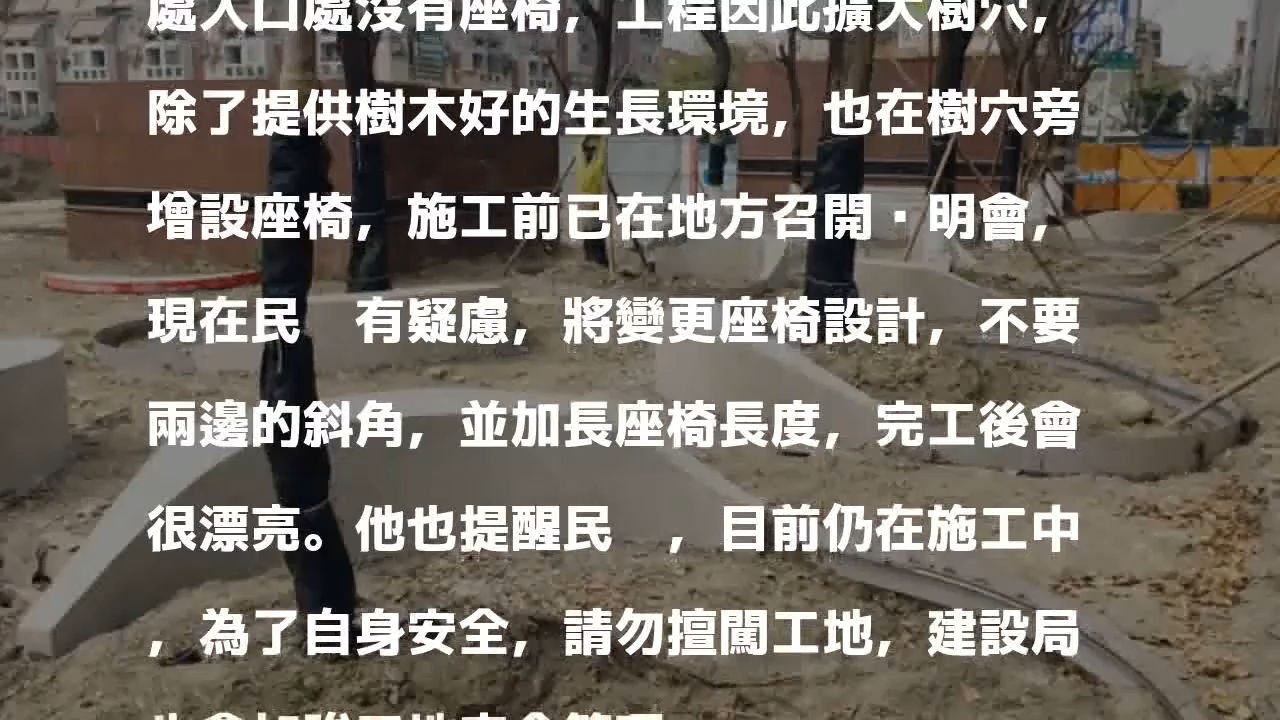 處入口處沒有座椅，工程因此擴大樹穴，
除了提供樹木好的生長環境，也在樹穴旁
增設座椅，施工前已在地方召開·明會，
現在民　有疑慮，將變更座椅設計，不要
兩邊的斜角，並加長座椅長度，完工後會
很漂亮。他也提醒民　，目前仍在施工中
，為了自身安全，請勿擅闖工地，建設局